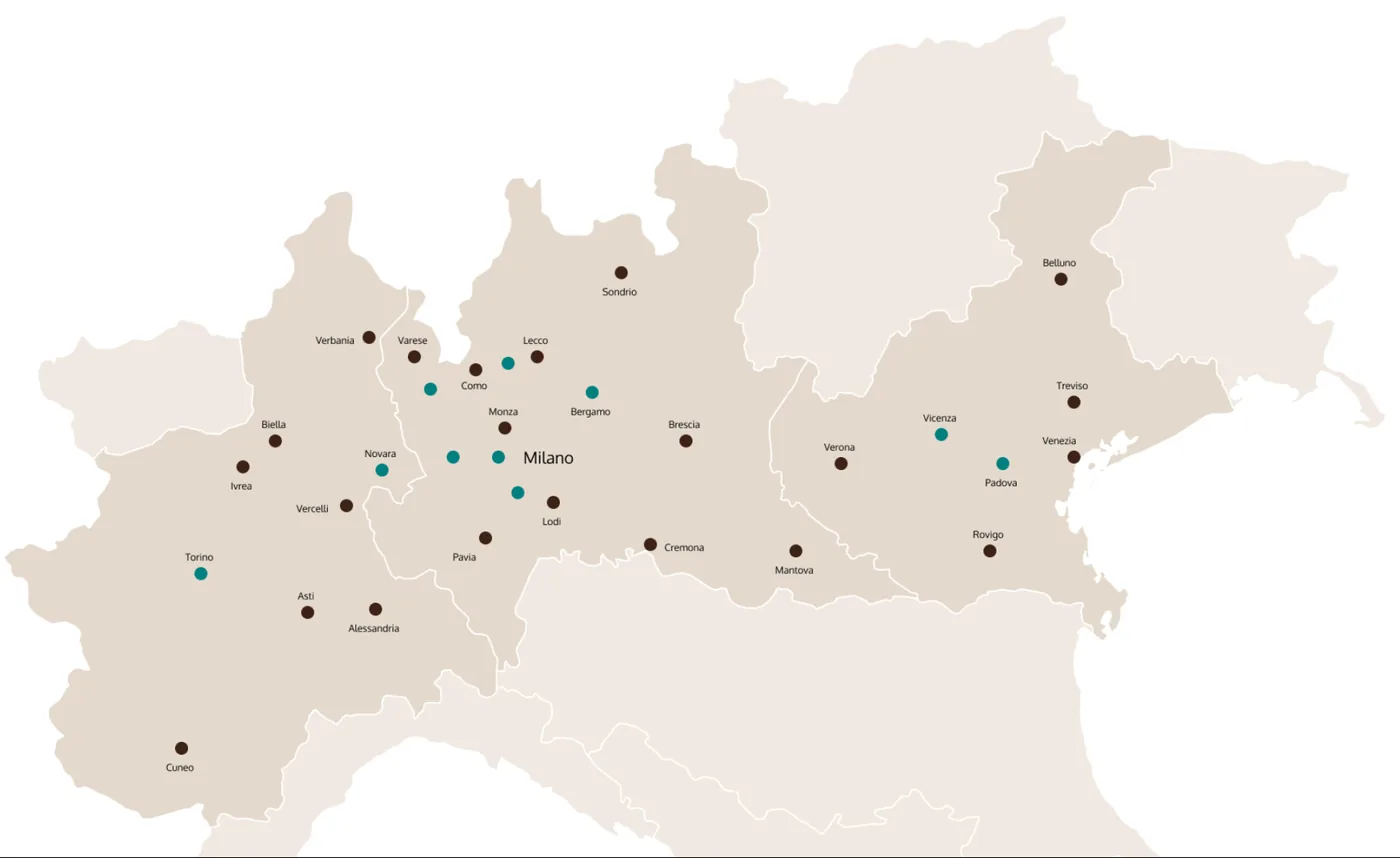 Belluno
Sondrio
Verbania
Varese
Lecco
Como
Treviso
Bergamo
Monza
Vicenza
Biella
Brescia
Venezia
Verona
Novara
Milano
Ivrea
Padova
Vercelli
Lodi
Rovigo
Cremona
Pavia
Torino
Mantova
Asti
Alessandria
Cuneo